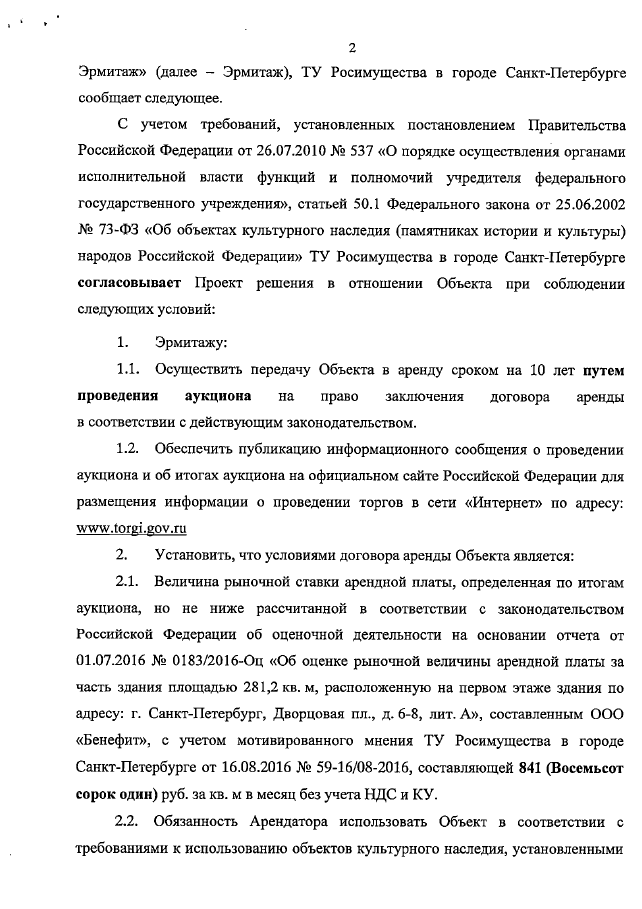 2
Эрмитаж» (далее – Эрмитаж), ТУ Росимущества в городе Санкт-Петербурге
сообщает следующее.
С учетом требований, установленных постановлением Правительства
Российской Федерации от 26.07.2010 № 537 «О порядке осуществления органами
исполнительной власти функций и полномочий учредителя федерального
государственного учреждения», статьей 50.1 Федерального закона от 25.06.2002
№ 73-ФЗ «Об объектах культурного наследия (памятниках истории и культуры)
народов Российской Федерации» ТУ Росимущества в городе Санкт-Петербурге
согласовывает Проект решения в отношении Объекта при соблюдении
следующих условий:
1. Эрмитажу:
1.1. Осуществить передачу Объекта в аренду сроком на 10 лет путем
проведения аукциона на право заключения договора аренды
в соответствии с действующим законодательством.
1.2. Обеспечить публикацию информационного сообщения о проведении
аукциона и об итогах аукциона на официальном сайте Российской Федерации для
размещения информации о проведении торгов в сети «Интернет» по адресу:
www.torgi.gov.ru
2. Установить, что условиями договора аренды Объекта является:
2.1. Величина рыночной ставки арендной платы, определенная по итогам
аукциона, но не ниже рассчитанной в соответствии с законодательством
Российской Федерации об оценочной деятельности на основании отчета от
01.07.2016 № 0183/2016-Оц «Об оценке рыночной величины арендной платы за
часть здания площадью 281,2 кв. м, расположенную на первом этаже здания по
адресу: г. Санкт-Петербург, Дворцовая пл., д. 6-8, лит. А», составленным ООО
«Бенефит», с учетом мотивированного мнения ТУ Росимущества в городе
Санкт-Петербурге от 16.08.2016 № 59-16/08-2016, составляющей 841 (Восемьсот
сорок один) руб. за кв. м в месяц без учета НДС и КУ.
2.2. Обязанность Арендатора использовать Объект в соответствии с
требованиями к использованию объектов культурного наследия, установленными